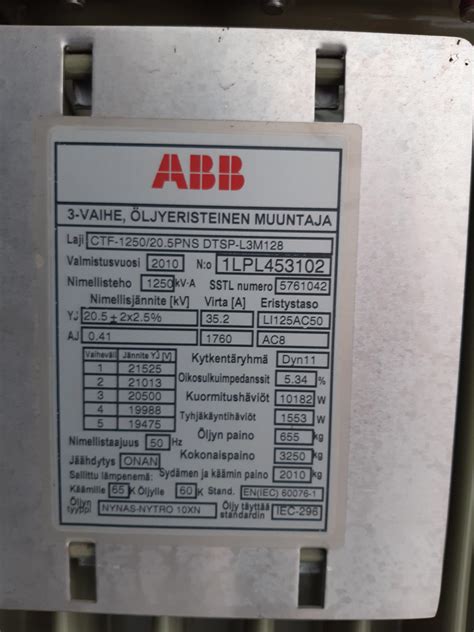 ABB
3-VAIHE, ÖLJYERISTEINEN MUUNTAJA
Laji CTF-1250/20.5PNS DTSP-L3M128
Valmistusvuosi 2010 N:o 1LPL453102
Nimellisteho 1250 kV·A SSTL numero 5761042
Nimellisjännite [kV] Virta [A] Eristystaso
YJ 20.5 ± 2x2.5% 35.2 LI125AC50
AJ 0.41 1760 AC8
Vaiheväli Jännite YJ [V]
1 21525
2 21013
3 20500
4 19988
5 19475
Kytkentäryhmä Dyn11
Oikosulkuimpedanssit 5.34 %
Kuormitushäviöt 10182 W
Tyhjäkäyntihäviöt 1553 W
Öljyn paino 655 kg
Kokonaispaino 3250 kg
Sydämen ja käämin paino 2010 kg
Nimellistaajuus 50 Hz
Jäähdytys ONAN
Sallittu lämpenemä:
Käämille 65 K Öljylle 60 K Stand. EN(IEC) 60076-1
Öljyn tyyppi NYNAS-NYTRO 10XN Öljy täyttää standardin IEC-296